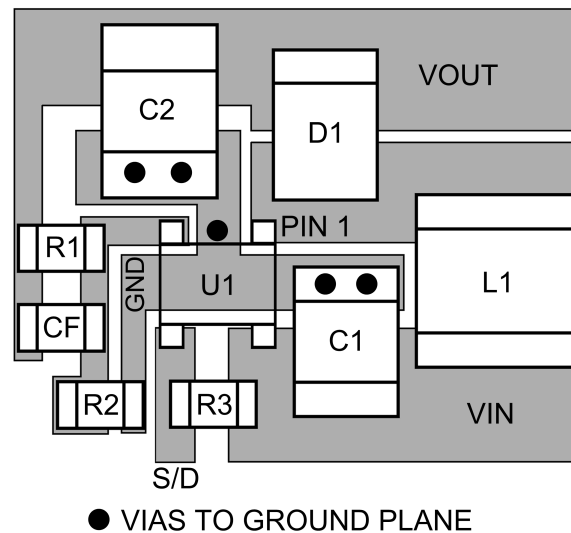 VOUT
C2
D1
PIN 1
R1
GND
U1
L1
CF
C1
R2
R3
VIN
S/D
VIAS TO GROUND PLANE